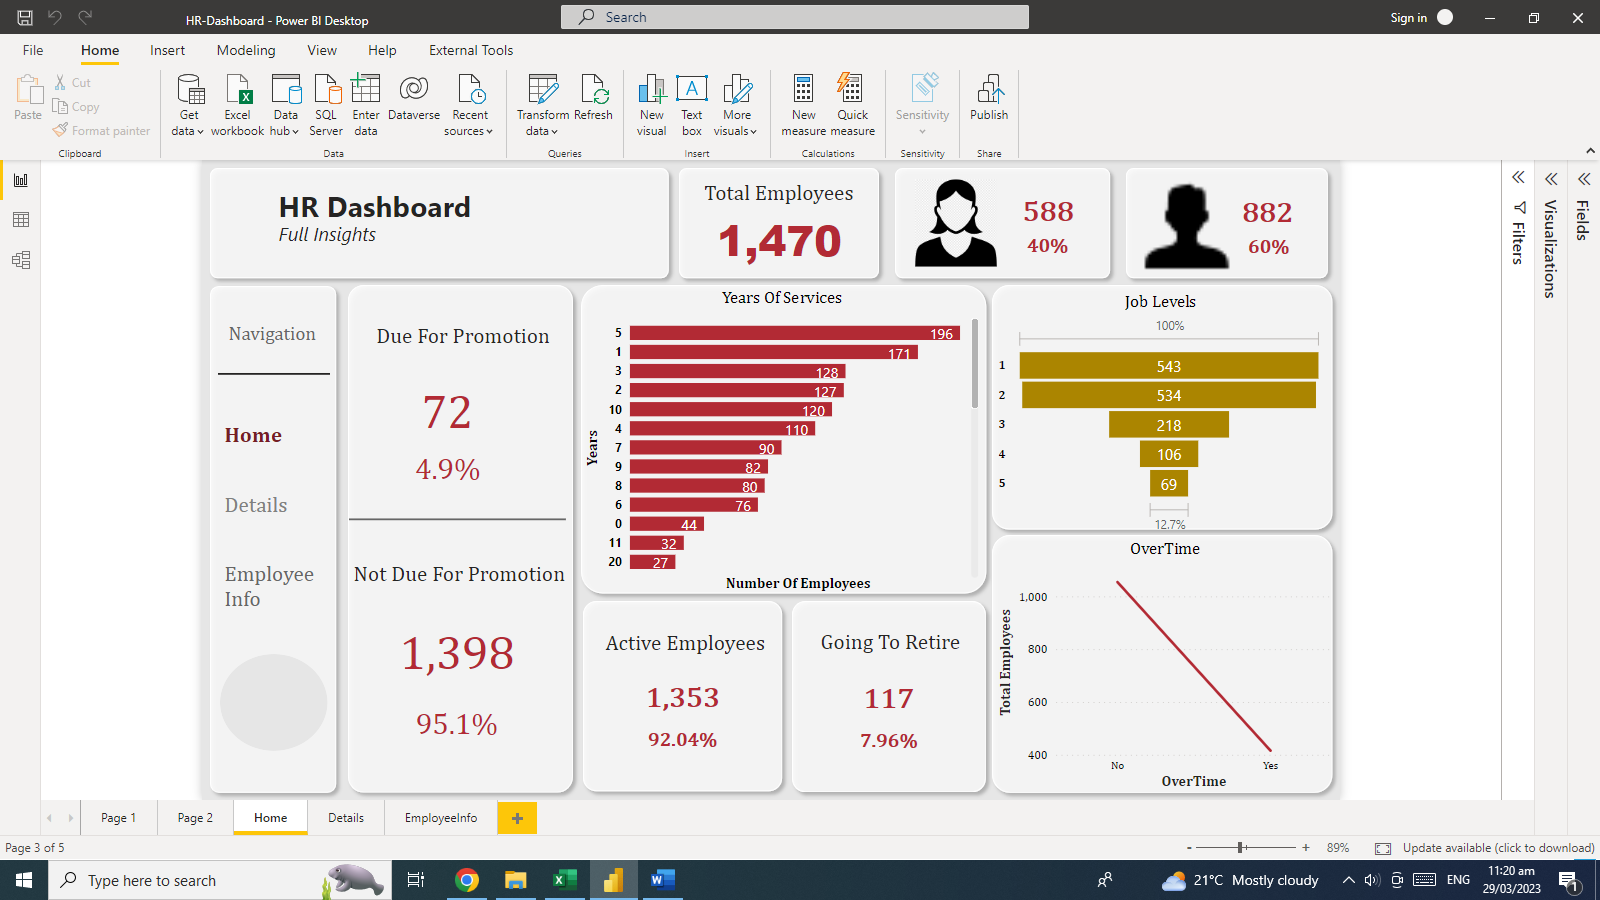 HR-Dashboard - Power BI Desktop
Search
Sign in
File Home Insert Modeling View Help External Tools
Paste
Cut
Copy
Format painter
Clipboard
Get data
Excel workbook
Data hub
SQL Server
Enter data
Dataverse
Recent sources
Data
Transform data
Refresh
Queries
New visual
Text box
More visuals
Insert
New measure
Quick measure
Calculations
Sensitivity
Sensitivity
Publish
Share
HR Dashboard
Full Insights
Total Employees
1,470
588
40%
882
60%
Navigation
Home
Details
Employee
Info
Due For Promotion
72
4.9%
Not Due For Promotion
1,398
95.1%
Years Of Services
Years
5 196
1 171
3 128
2 127
10 120
4 110
7 90
9 82
8 80
6 76
0 44
11 32
20 27
Number Of Employees
Active Employees
1,353
92.04%
Going To Retire
117
7.96%
Job Levels
100%
1 543
2 534
3 218
4 106
5 69
12.7%
OverTime
Total Employees
1,000
800
600
400
No Yes
OverTime
Filters
Visualizations
Fields
Page 1 Page 2 Home Details EmployeeInfo +
Page 3 of 5
- + 89% Update available (click to download)
Type here to search
21°C Mostly cloudy
ENG
11:20 am
29/03/2023
1